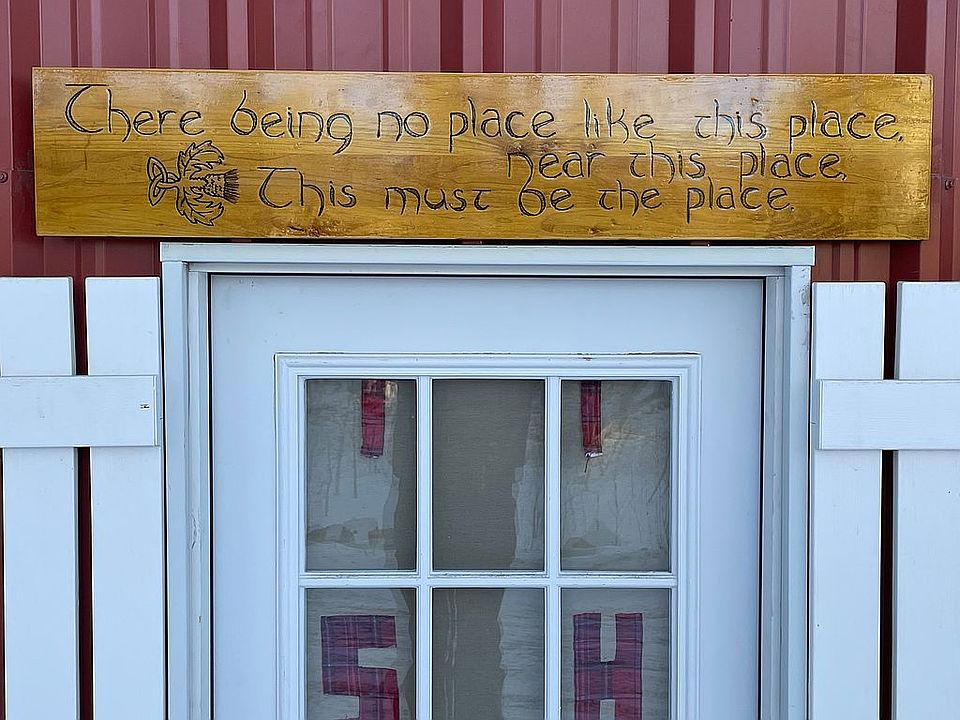 There being no place like this place,
near this place,
This must be the place.
S H